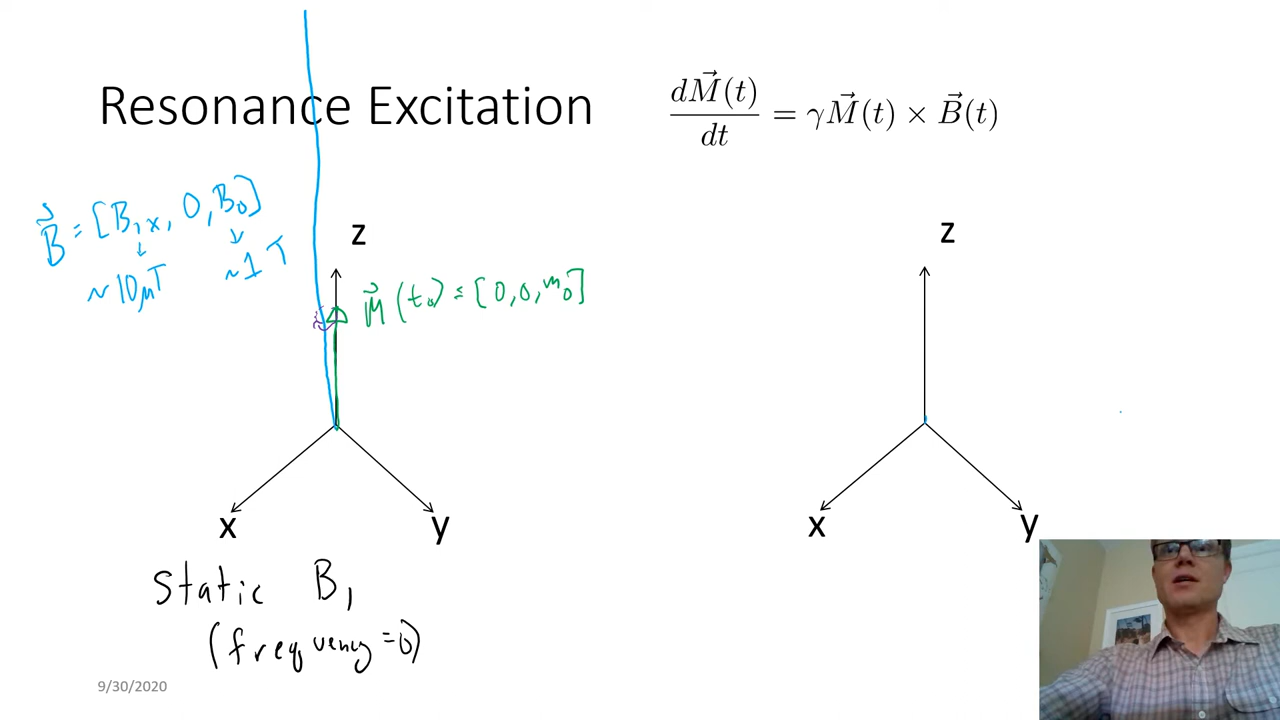 Resonance Excitation
dM⃗(t)/dt = γM⃗(t) × B⃗(t)
B⃗ = [B₁x, 0, B₀]
~10μT
~1 T
z
M⃗(t₀) = [0,0,m₀]
x
y
static B₁
(frequency=0)
z
x
y
9/30/2020